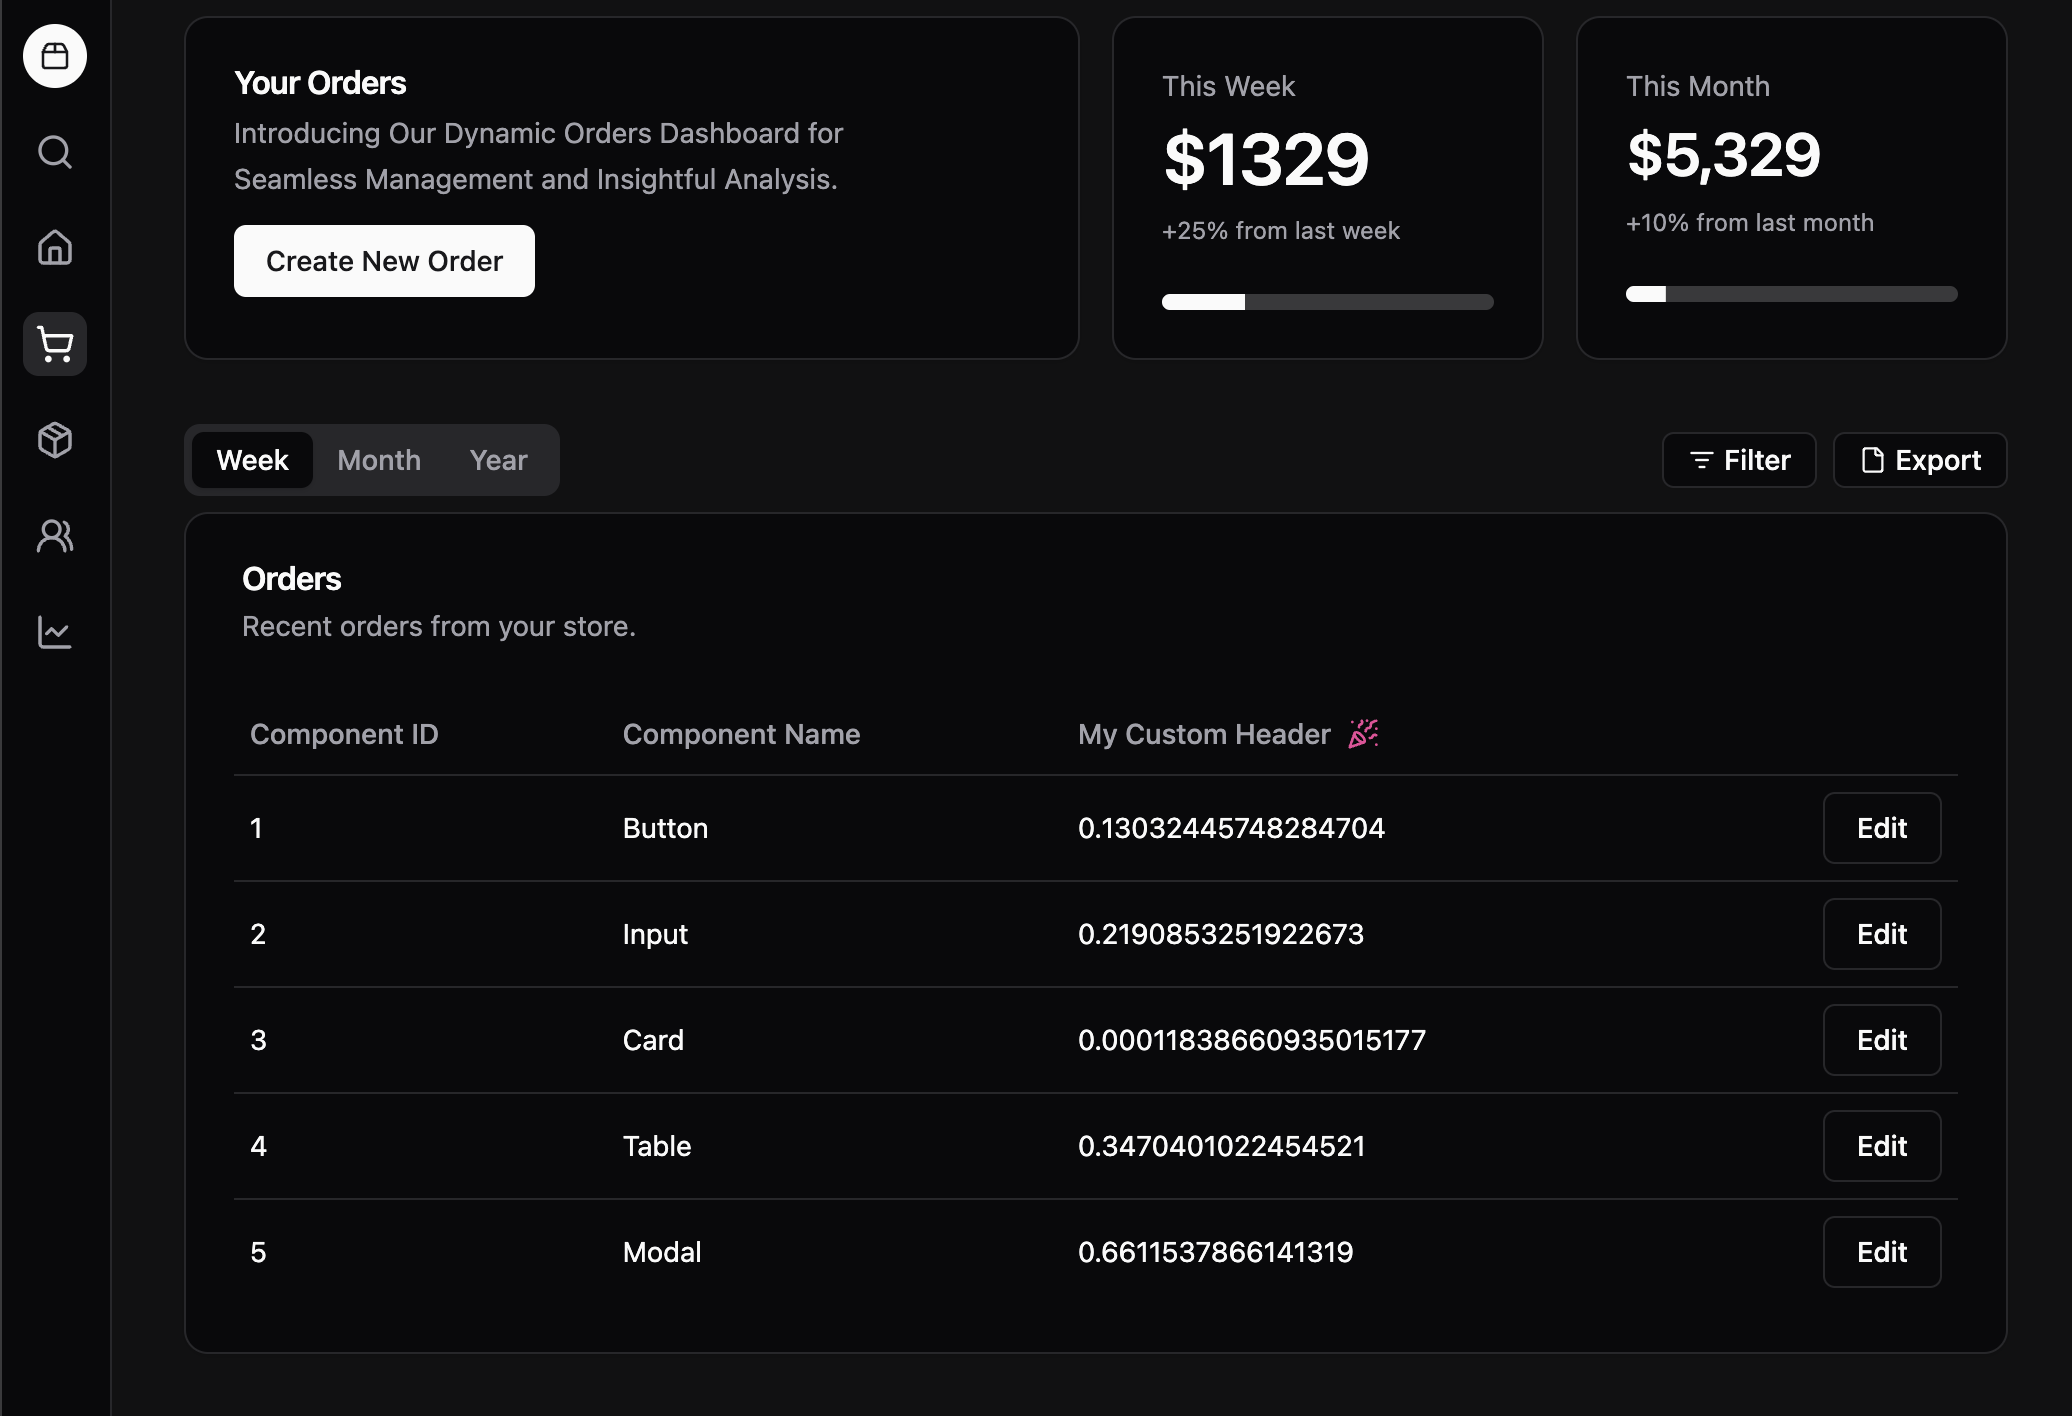 Your Orders
Introducing Our Dynamic Orders Dashboard for
Seamless Management and Insightful Analysis.
Create New Order
This Week
$1329
+25% from last week
This Month
$5,329
+10% from last month
Week Month Year
Filter Export
Orders
Recent orders from your store.
Component ID Component Name My Custom Header
1 Button 0.13032445748284704 Edit
2 Input 0.2190853251922673 Edit
3 Card 0.00011838660935015177 Edit
4 Table 0.3470401022454521 Edit
5 Modal 0.6611537866141319 Edit